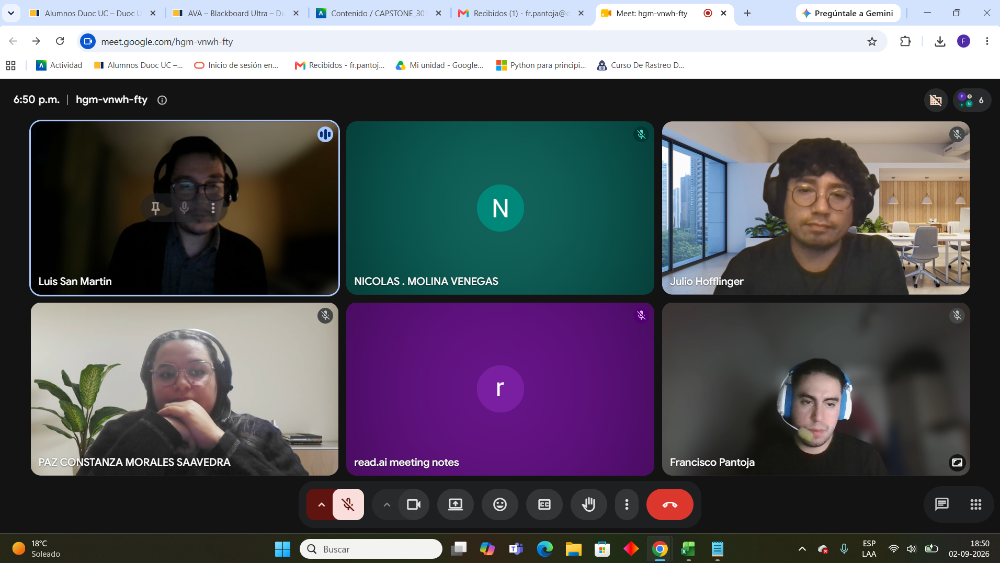 Alumnos Duoc UC – Duoc U
AVA – Blackboard Ultra – Du
Contenido / CAPSTONE_301
Recibidos (1) - fr.pantoja@d
Meet: hgm-vnwh-fty
Pregúntale a Gemini
meet.google.com/hgm-vnwh-fty
F
Actividad
Alumnos Duoc UC –...
Inicio de sesión en...
Recibidos - fr.pantoj...
Mi unidad - Google...
Python para principi...
Curso De Rastreo D...
6:50 p.m.
hgm-vnwh-fty
6
Luis San Martin
N
NICOLAS . MOLINA VENEGAS
Julio Hofflinger
PAZ CONSTANZA MORALES SAAVEDRA
r
read.ai meeting notes
Francisco Pantoja
CC
18°C
Soleado
Buscar
ESP
LAA
18:50
02-09-2026